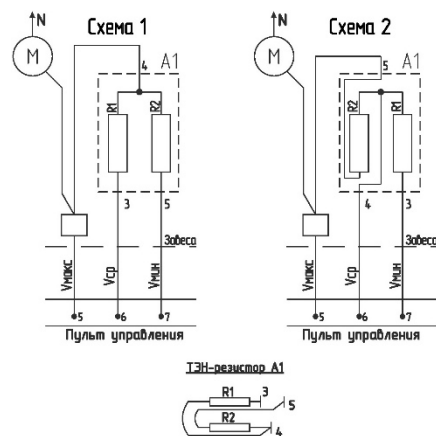 Схема 1
Схема 2
N
M
4
A1
R1
R2
3
5
Завеса
Vмакс
Vср
Vмин
5
6
7
Пульт управления
N
M
5
A1
R2
R1
4
3
Завеса
Vмакс
Vср
Vмин
5
6
7
Пульт управления
ТЭН-резистор А1
R1
3
5
R2
4